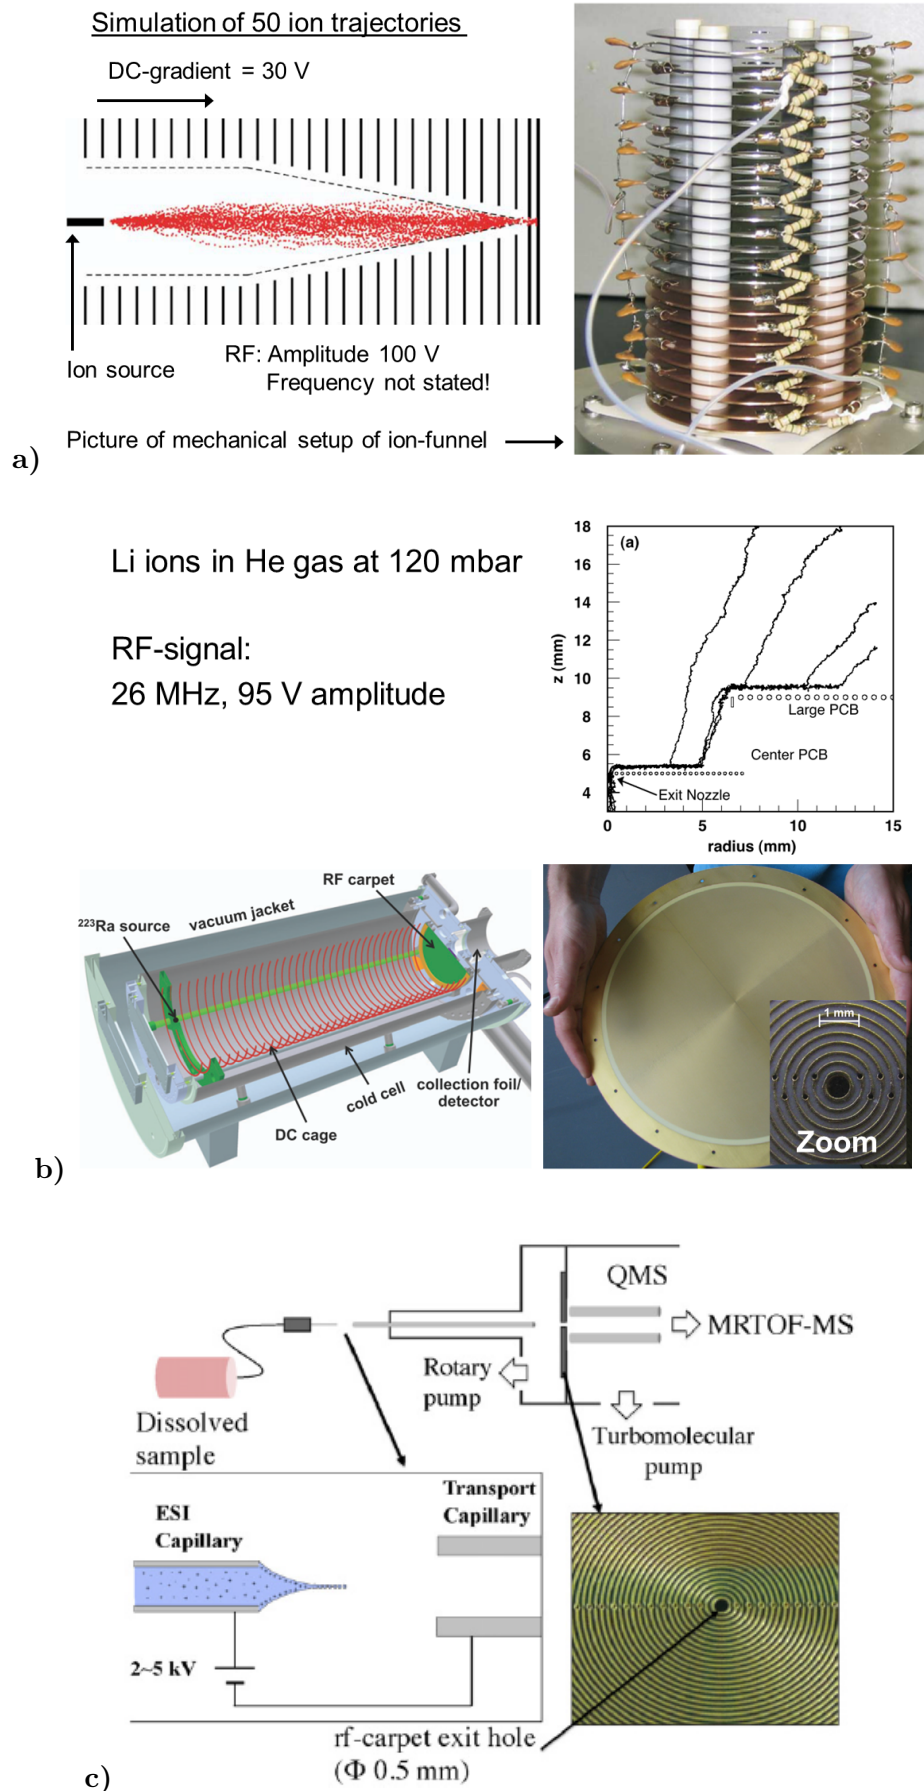 Simulation of 50 ion trajectories
DC-gradient = 30 V
Ion source
RF: Amplitude 100 V
Frequency not stated!
Picture of mechanical setup of ion-funnel
a)
Li ions in He gas at 120 mbar
RF-signal:
26 MHz, 95 V amplitude
(a)
18
16
14
12
10
8
6
4
z (mm)
Large PCB
Center PCB
Exit Nozzle
0 5 10 15
radius (mm)
RF carpet
vacuum jacket
²²³Ra source
collection foil/
detector
cold cell
DC cage
1 mm
Zoom
b)
QMS
MRTOF-MS
Rotary
pump
Dissolved
sample
Turbomolecular
pump
Transport
Capillary
ESI
Capillary
2~5 kV
rf-carpet exit hole
(Φ 0.5 mm)
c)